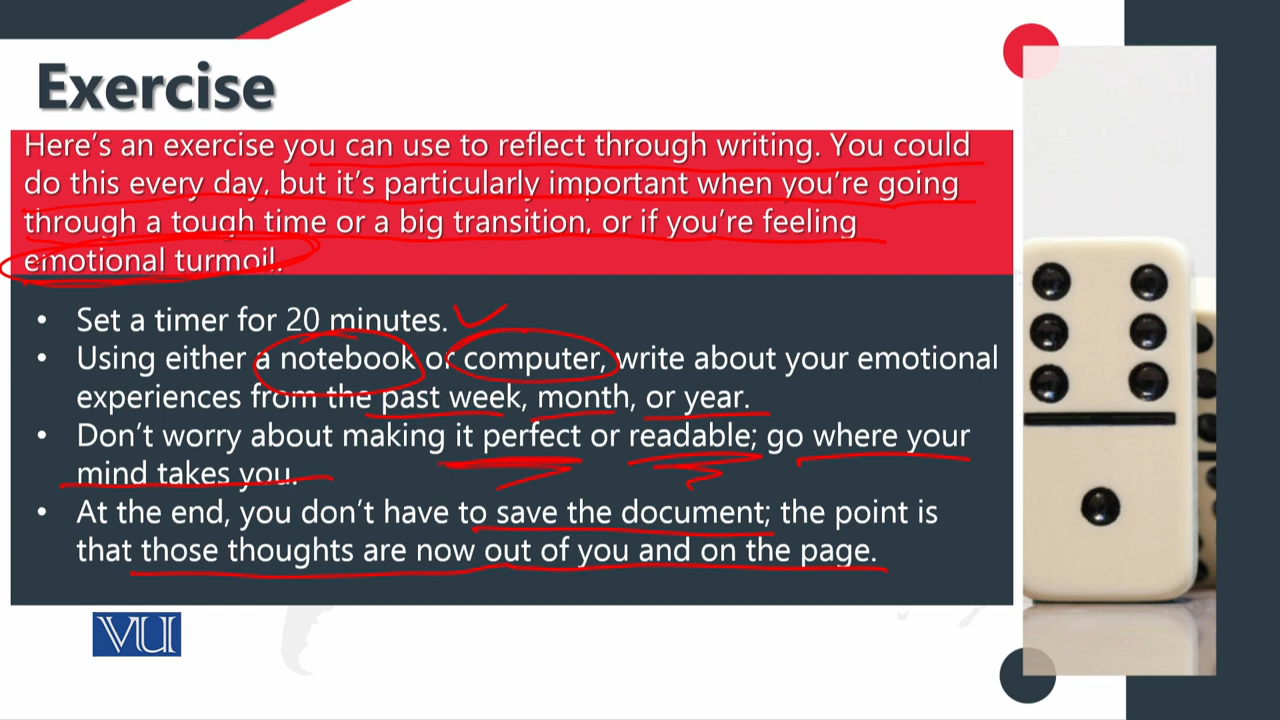 Exercise
Here's an exercise you can use to reflect through writing. You could
do this every day, but it's particularly important when you're going
through a tough time or a big transition, or if you're feeling
emotional turmoil.
• Set a timer for 20 minutes.
• Using either a notebook or computer, write about your emotional
experiences from the past week, month, or year.
• Don't worry about making it perfect or readable; go where your
mind takes you.
• At the end, you don't have to save the document; the point is
that those thoughts are now out of you and on the page.
VU